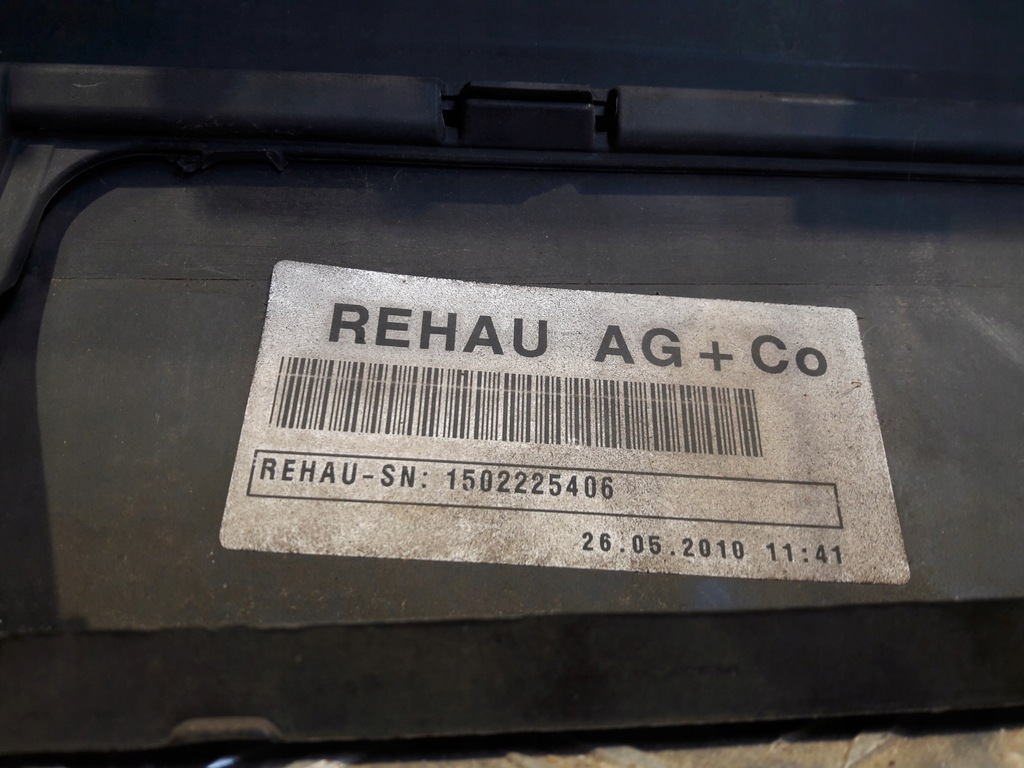 REHAU AG + Co
REHAU-SN: 1502225406
26.05.2010 11:41